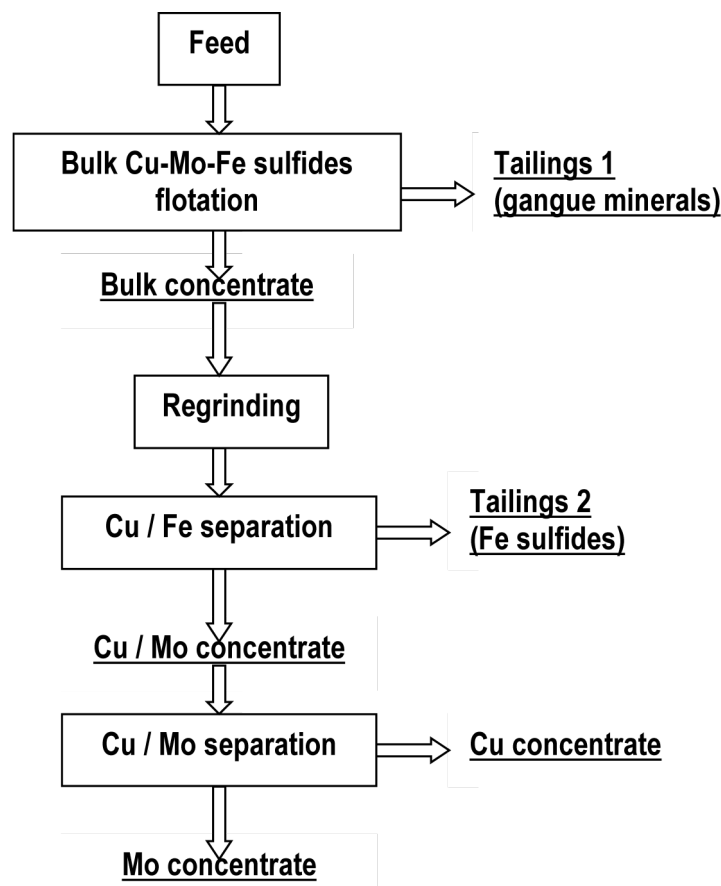 Feed
Bulk Cu-Mo-Fe sulfides
flotation
Tailings 1
(gangue minerals)
Bulk concentrate
Regrinding
Cu / Fe separation
Tailings 2
(Fe sulfides)
Cu / Mo concentrate
Cu / Mo separation
Cu concentrate
Mo concentrate